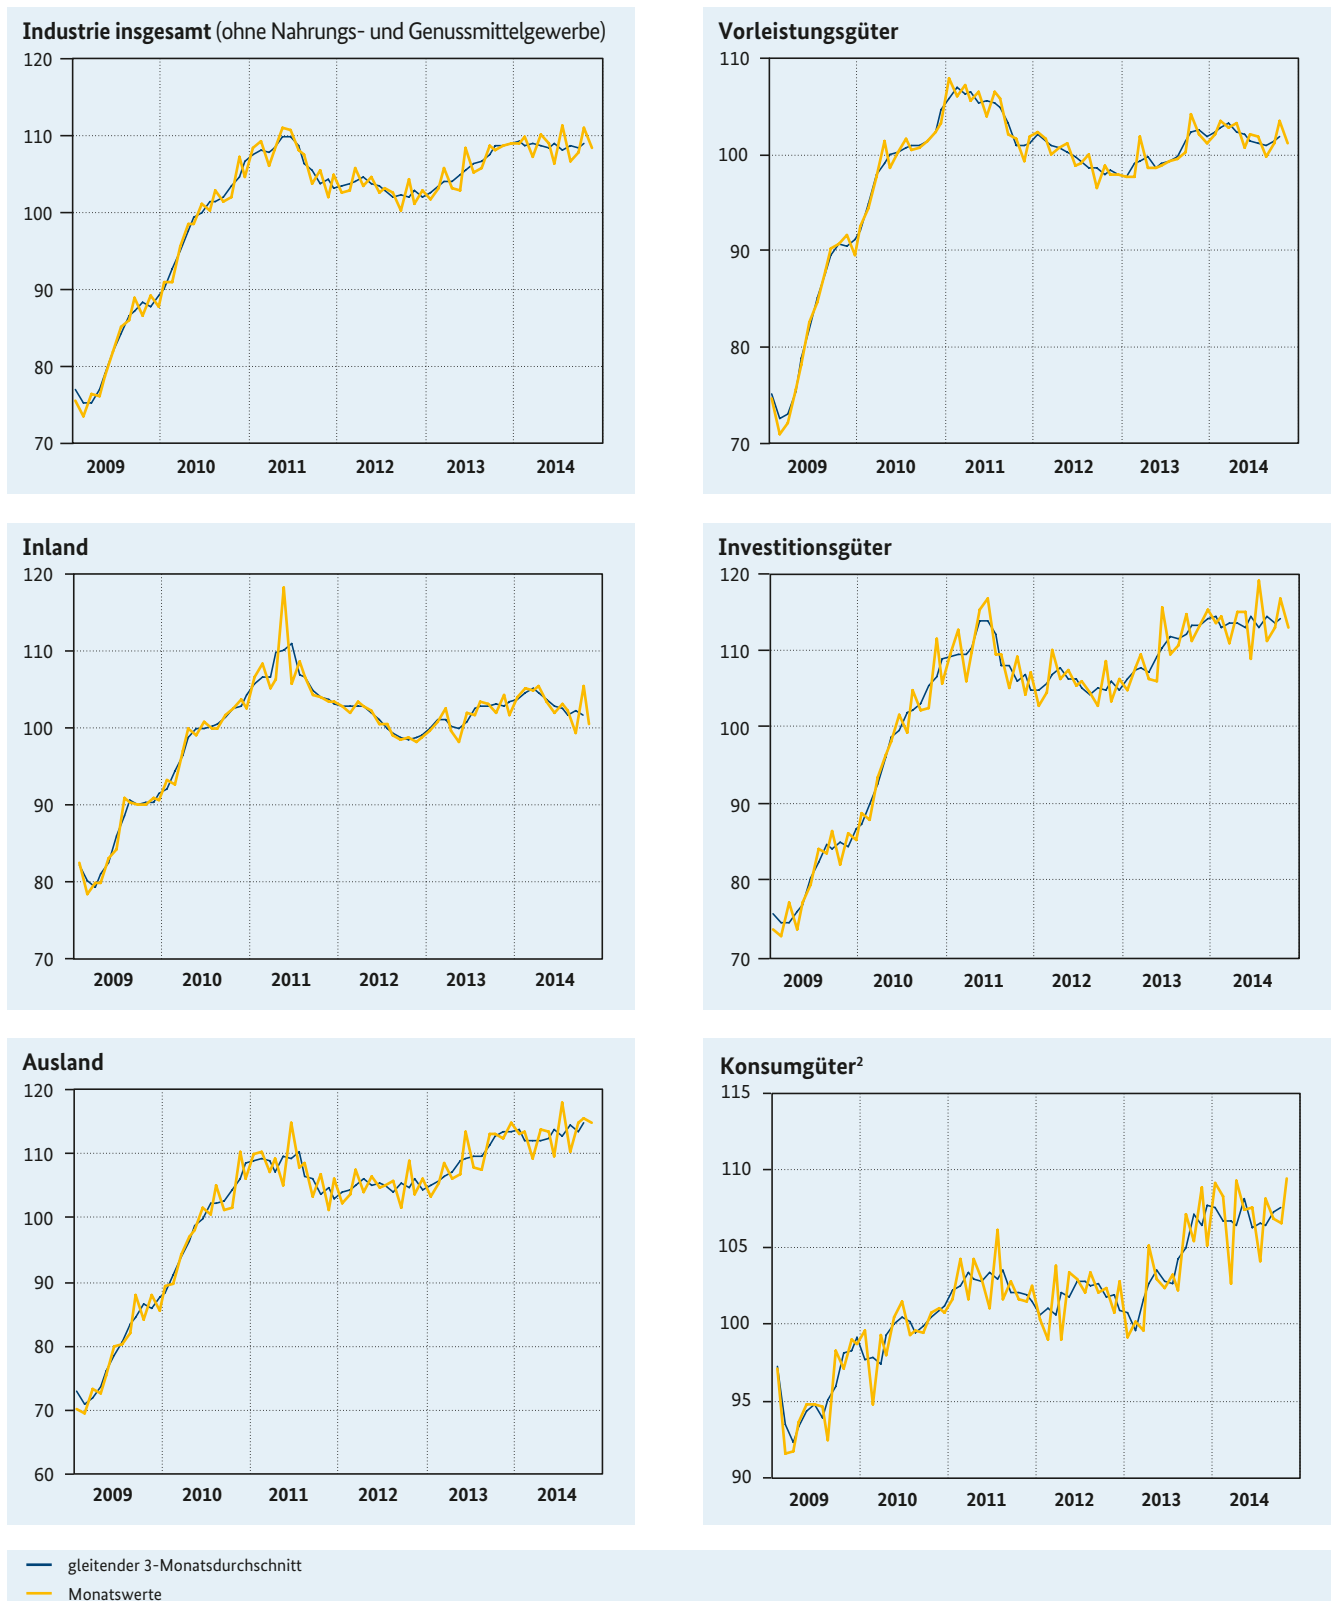 Industrie insgesamt (ohne Nahrungs- und Genussmittelgewerbe)
120
110
100
90
80
70
2009 2010 2011 2012 2013 2014
Vorleistungsgüter
110
100
90
80
70
2009 2010 2011 2012 2013 2014
Inland
120
110
100
90
80
70
2009 2010 2011 2012 2013 2014
Investitionsgüter
120
110
100
90
80
70
2009 2010 2011 2012 2013 2014
Ausland
120
110
100
90
80
70
60
2009 2010 2011 2012 2013 2014
Konsumgüter²
115
110
105
100
95
90
2009 2010 2011 2012 2013 2014
gleitender 3-Monatsdurchschnitt
Monatswerte